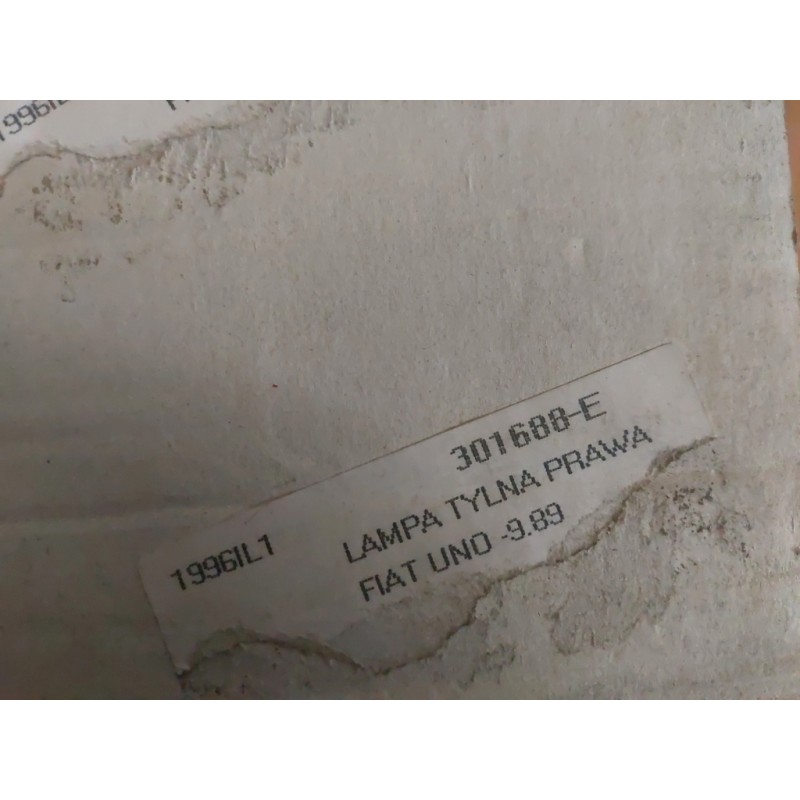 301688-E
1996IL1 LAMPA TYLNA PRAWA
FIAT UNO -9.89